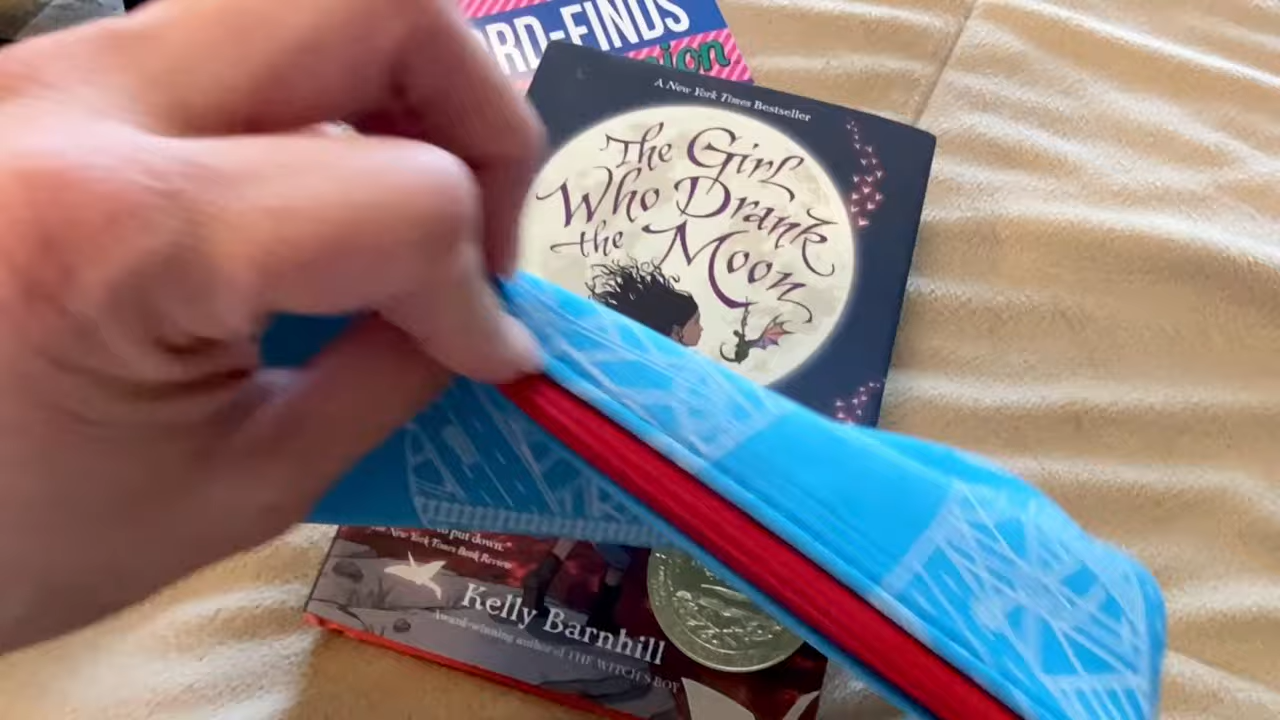 RD-FINDS
ion
A New York Times Bestseller
The Girl
Who Drank
the Moon
to put down."
New York Times Book Review
Kelly Barnhill
Award-winning author of THE WITCH'S BOY